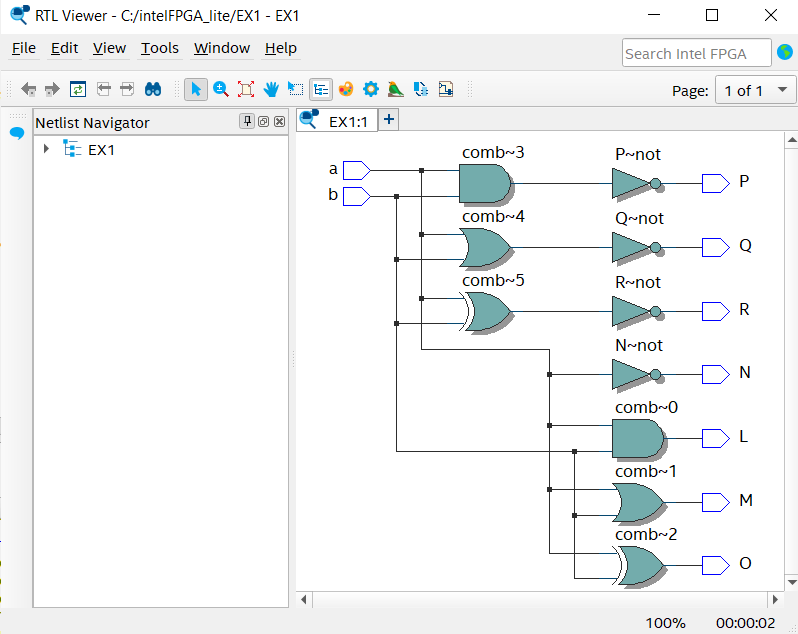 RTL Viewer - C:/intelFPGA_lite/EX1 - EX1
File Edit View Tools Window Help
Search Intel FPGA
Page: 1 of 1
Netlist Navigator
EX1
EX1:1
comb~3
P~not
a
P
b
comb~4
Q~not
Q
comb~5
R~not
R
N~not
N
comb~0
L
comb~1
M
comb~2
O
100% 00:00:02